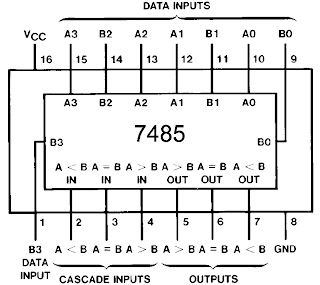 DATA INPUTS
VCC A3 B2 A2 A1 B1 A0 B0
16 15 14 13 12 11 10 9
A3 B2 A2 A1 B1 A0
7485
B3 B0
A < B A = B A > B A > B A = B A < B
IN IN IN OUT OUT OUT
1 2 3 4 5 6 7 8
B3 A < B A = B A > B A > B A = B A < B GND
DATA
INPUT CASCADE INPUTS OUTPUTS